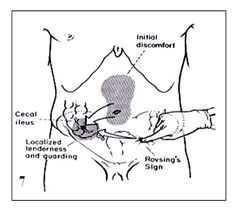 Initial
discomfort
Cecal
ileus
Localized
tenderness
and guarding
Rovsing's
Sign
7